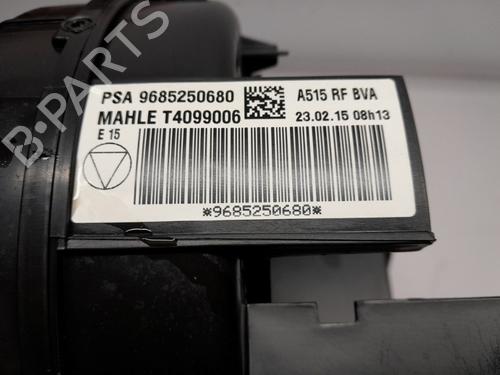 PSA 9685250680 A515 RF BVA
MAHLE T4099006 23.02.15 08h13
E 15
*9685250680*
B-PARTS